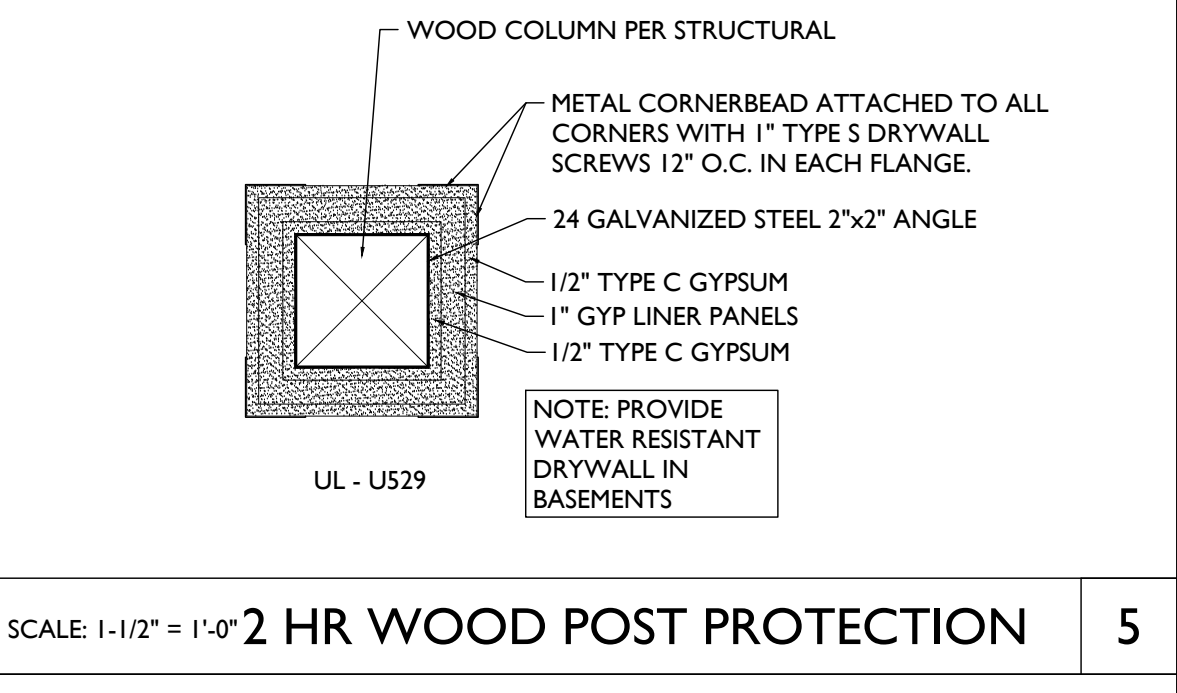 WOOD COLUMN PER STRUCTURAL
METAL CORNERBEAD ATTACHED TO ALL
CORNERS WITH 1" TYPE S DRYWALL
SCREWS 12" O.C. IN EACH FLANGE.
24 GALVANIZED STEEL 2"x2" ANGLE
1/2" TYPE C GYPSUM
1" GYP LINER PANELS
1/2" TYPE C GYPSUM
NOTE: PROVIDE
WATER RESISTANT
DRYWALL IN
BASEMENTS
UL - U529
SCALE: 1-1/2" = 1'-0" 2 HR WOOD POST PROTECTION 5